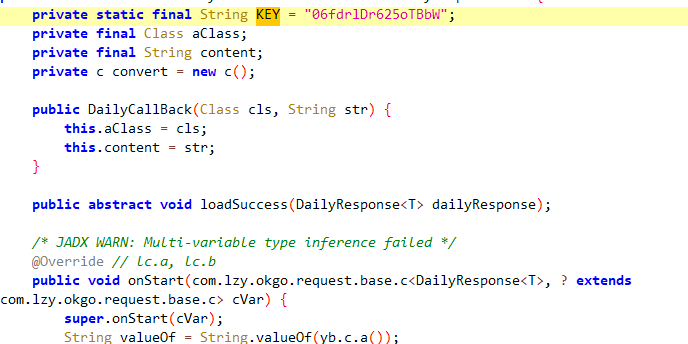 private static final String KEY = "06fdrlDr625oTBbW";
private final Class aClass;
private final String content;
private c convert = new c();
public DailyCallBack(Class cls, String str) {
this.aClass = cls;
this.content = str;
}
public abstract void loadSuccess(DailyResponse<T> dailyResponse);
/* JADX WARN: Multi-variable type inference failed */
@Override // lc.a, lc.b
public void onStart(com.lzy.okgo.request.base.c<DailyResponse<T>, ? extends
com.lzy.okgo.request.base.c> cVar) {
super.onStart(cVar);
String valueOf = String.valueOf(yb.c.a());